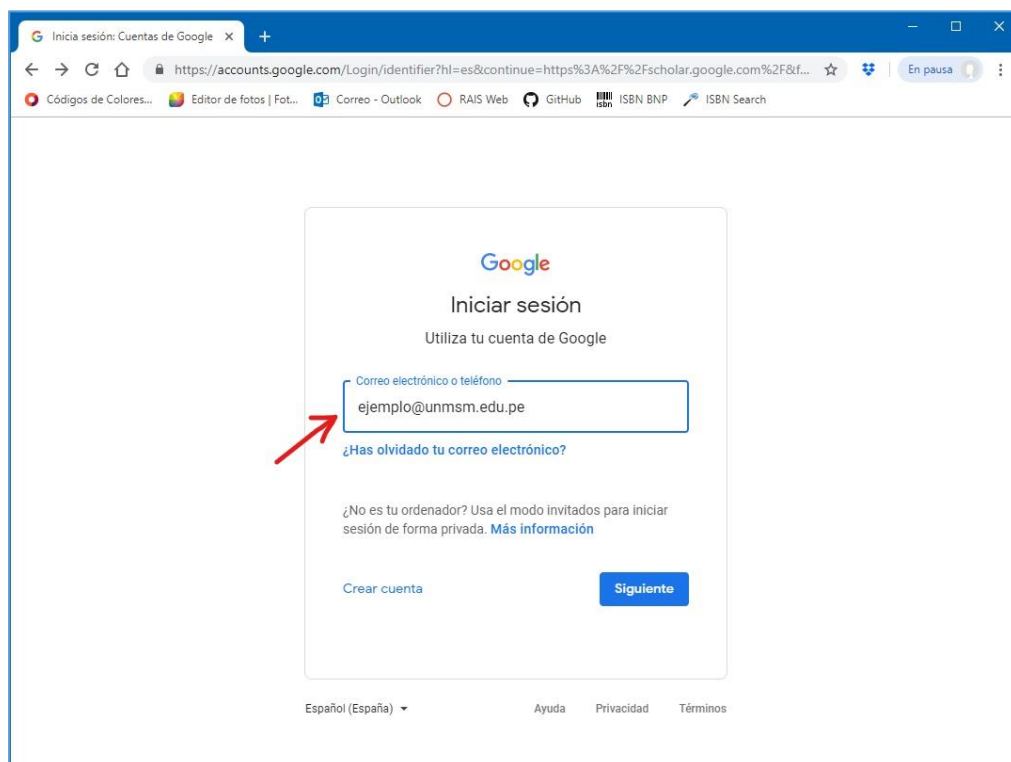 Inicia sesión: Cuentas de Google
En pausa
https://accounts.google.com/Login/identifier?hl=es&continue=https%3A%2F%2Fscholar.google.com%2F&f...
Códigos de Colores... Editor de fotos | Fot... Correo - Outlook RAIS Web GitHub ISBN BNP ISBN Search
Google
Iniciar sesión
Utiliza tu cuenta de Google
Correo electrónico o teléfono
ejemplo@unmsm.edu.pe
¿Has olvidado tu correo electrónico?
¿No es tu ordenador? Usa el modo invitados para iniciar
sesión de forma privada. Más información
Crear cuenta Siguiente
Español (España) Ayuda Privacidad Términos